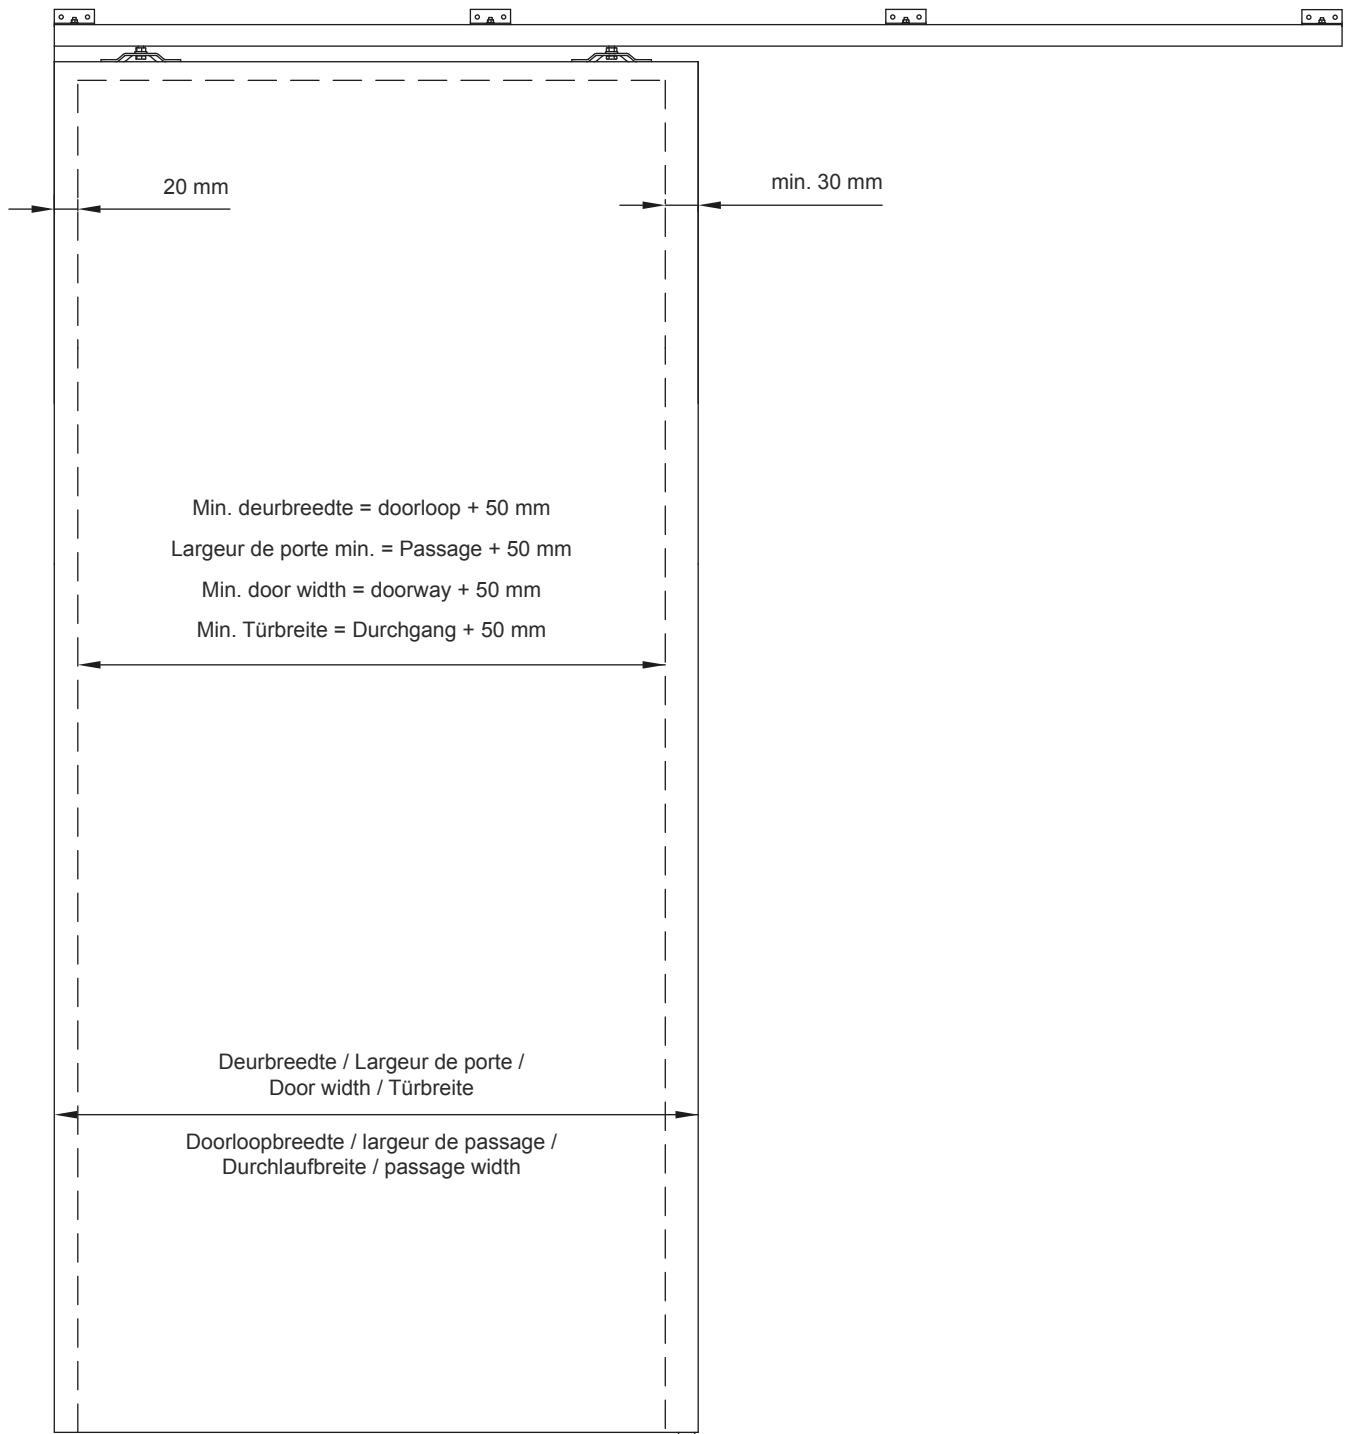 20 mm
min. 30 mm
Min. deurbreedte = doorloop + 50 mm
Largeur de porte min. = Passage + 50 mm
Min. door width = doorway + 50 mm
Min. Türbreite = Durchgang + 50 mm
Deurbreedte / Largeur de porte /
Door width / Türbreite
Doorloopbreedte / largeur de passage /
Durchlaufbreite / passage width